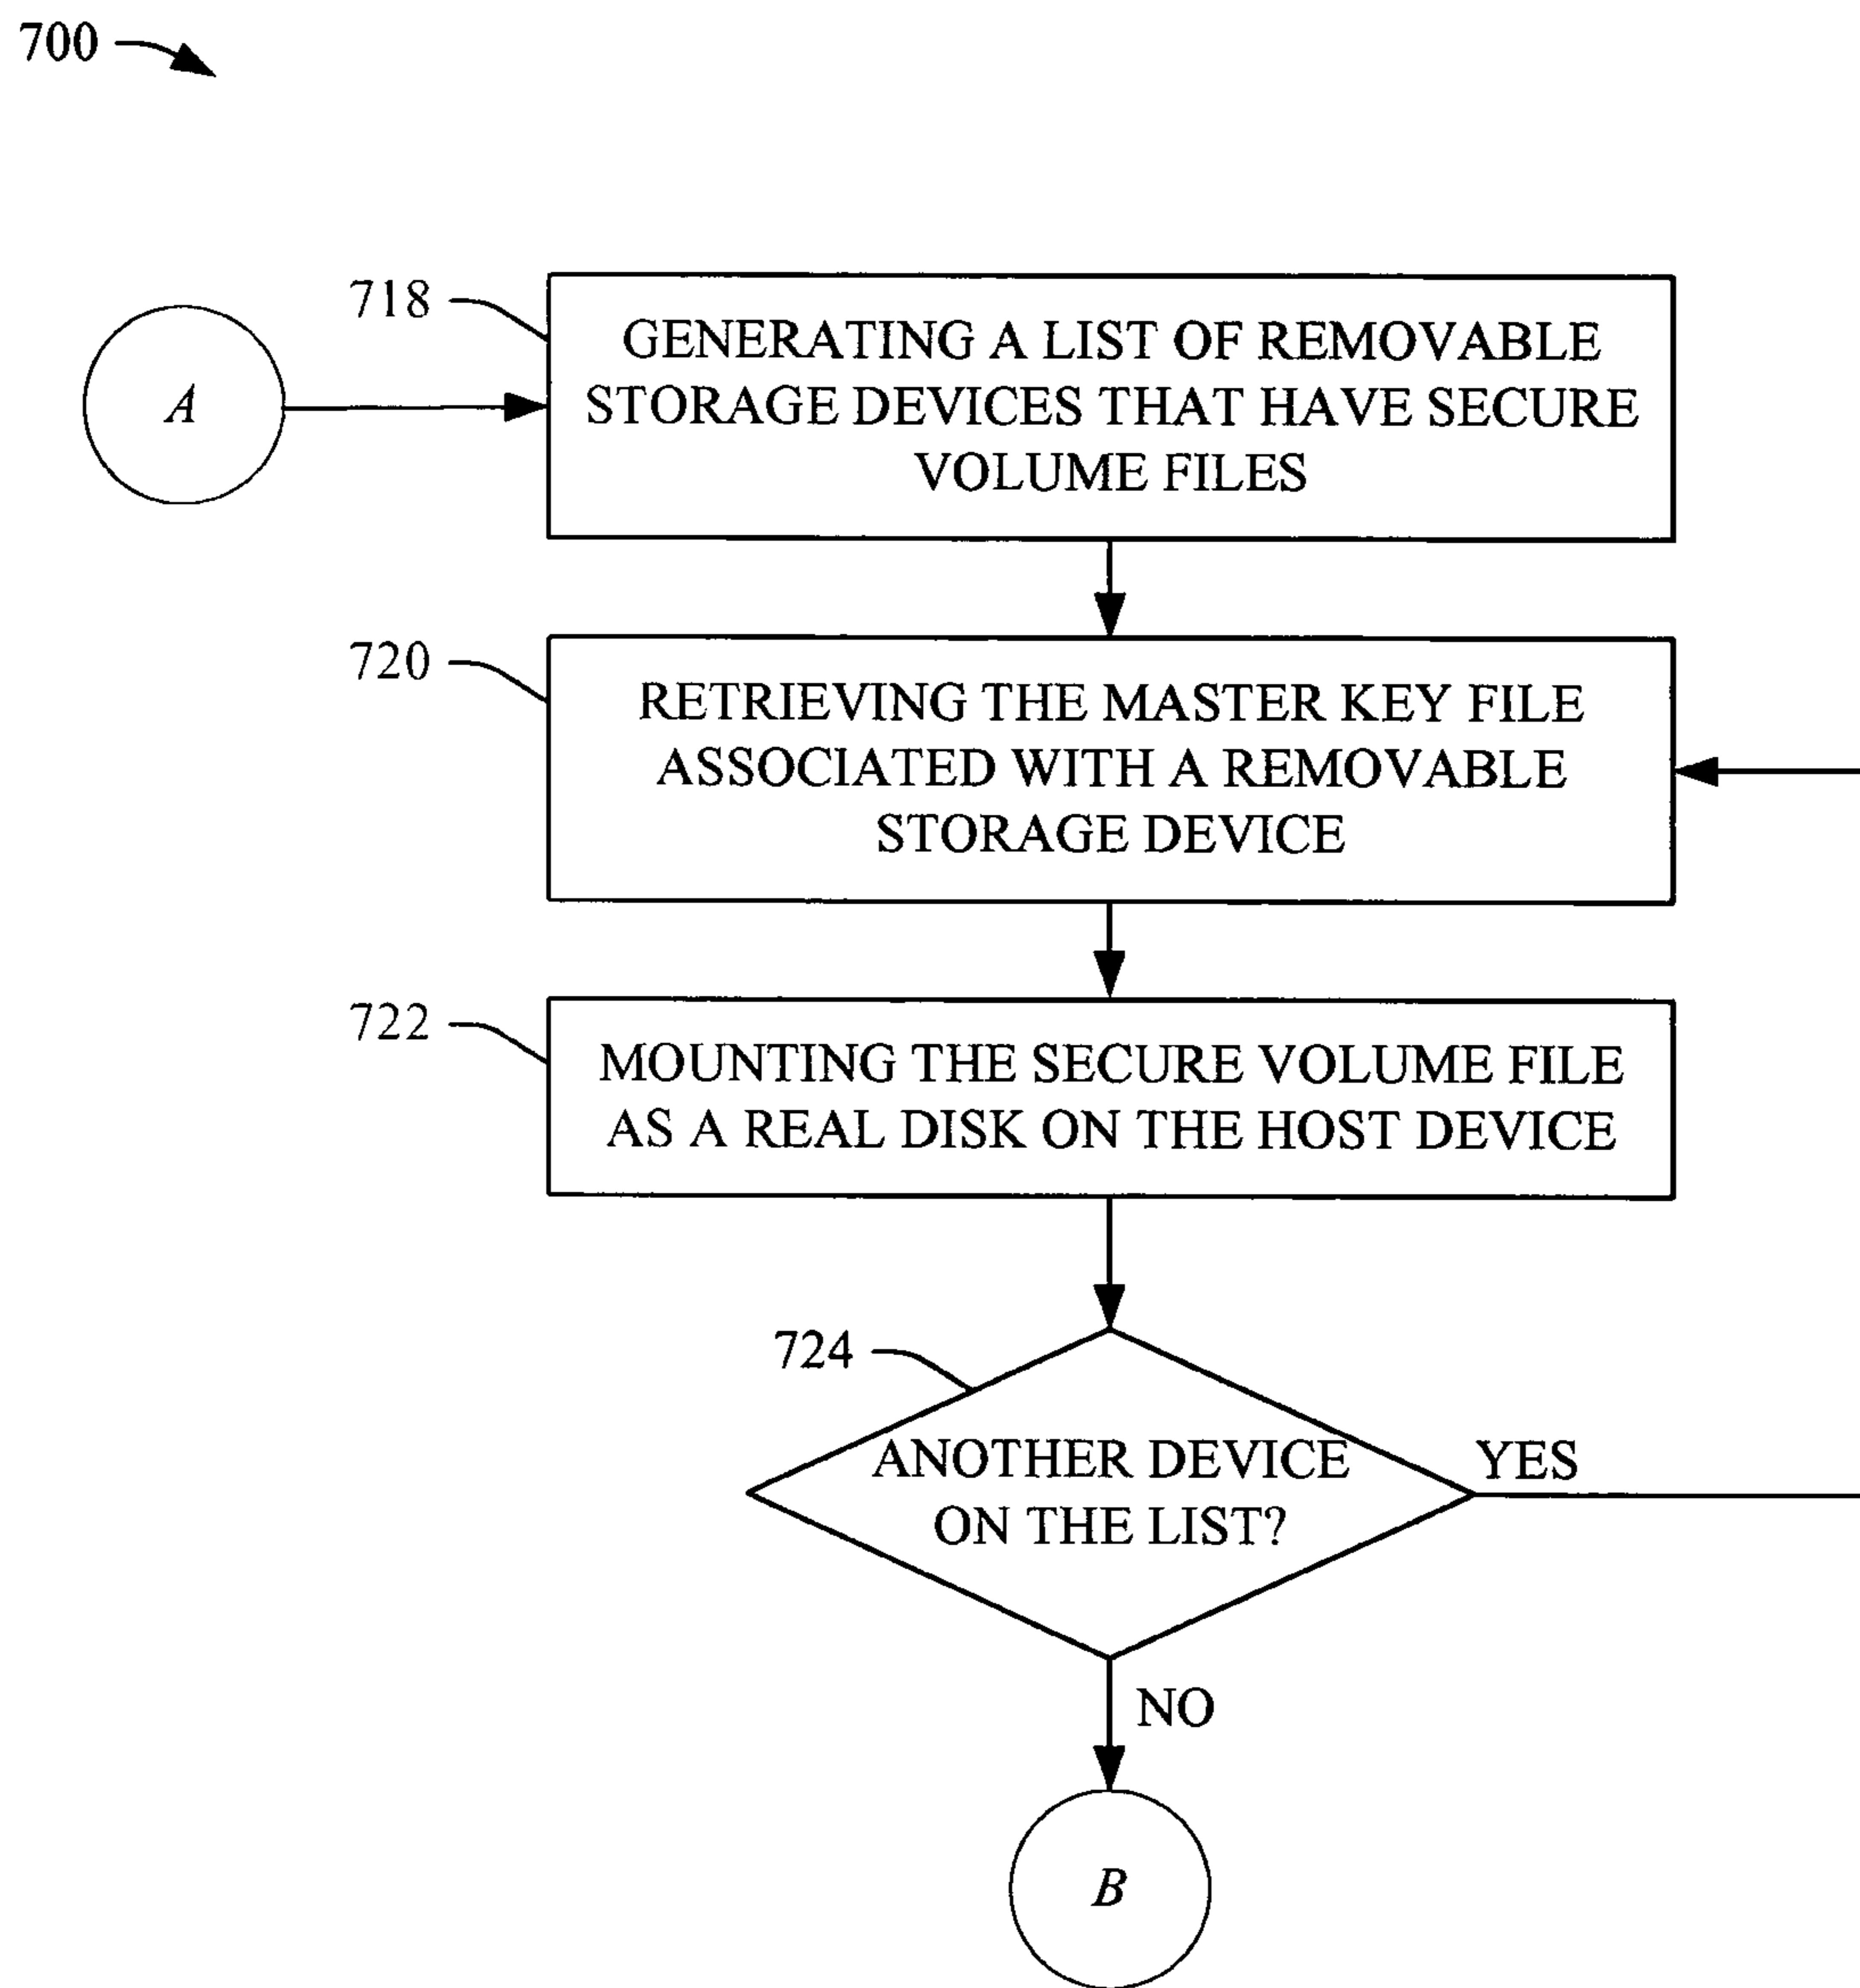 700
718
GENERATING A LIST OF REMOVABLE
STORAGE DEVICES THAT HAVE SECURE
VOLUME FILES
A
720
RETRIEVING THE MASTER KEY FILE
ASSOCIATED WITH A REMOVABLE
STORAGE DEVICE
722
MOUNTING THE SECURE VOLUME FILE
AS A REAL DISK ON THE HOST DEVICE
724
ANOTHER DEVICE
ON THE LIST?
YES
NO
B